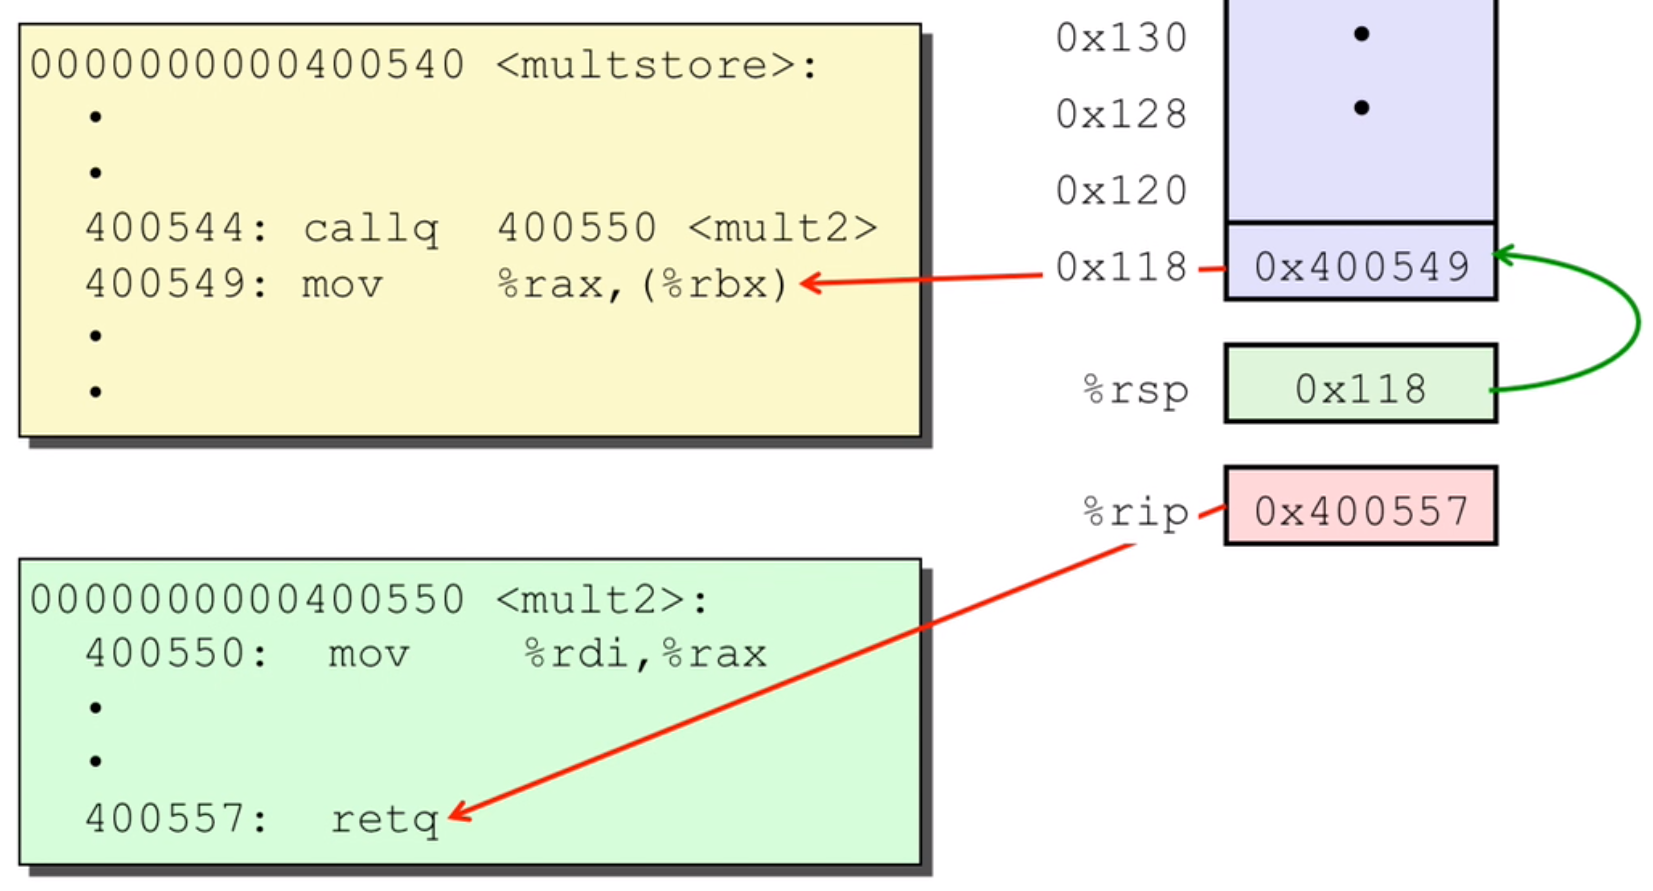 0000000000400540 <multstore>:
•
•
400544: callq 400550 <mult2>
400549: mov %rax,(%rbx)
•
•
0000000000400550 <mult2>:
400550: mov %rdi,%rax
•
•
400557: retq
0x130 •
0x128 •
0x120
0x118 0x400549
%rsp 0x118
%rip 0x400557